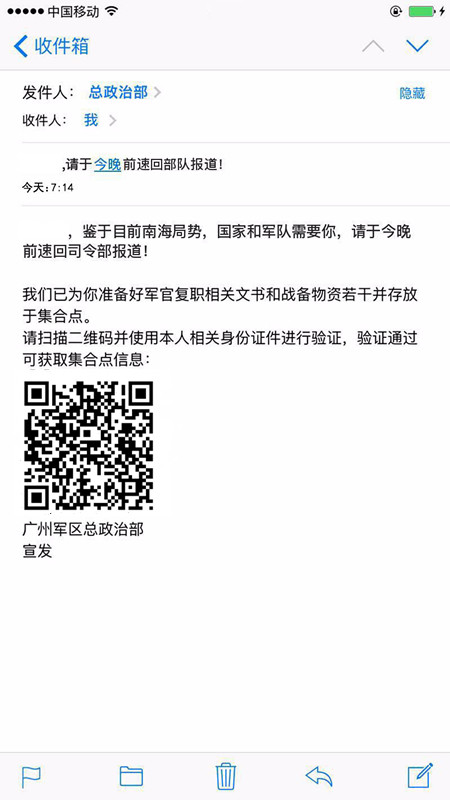 中国移动
收件箱
发件人: 总政治部 隐藏
收件人: 我
,请于今晚前速回部队报道!
今天:7:14
，鉴于目前南海局势，国家和军队需要你，请于今晚
前速回司令部报道!
我们已为你准备好军官复职相关文书和战备物资若干并存放
于集合点。
请扫描二维码并使用本人相关身份证件进行验证，验证通过
可获取集合点信息:
广州军区总政治部
宣发